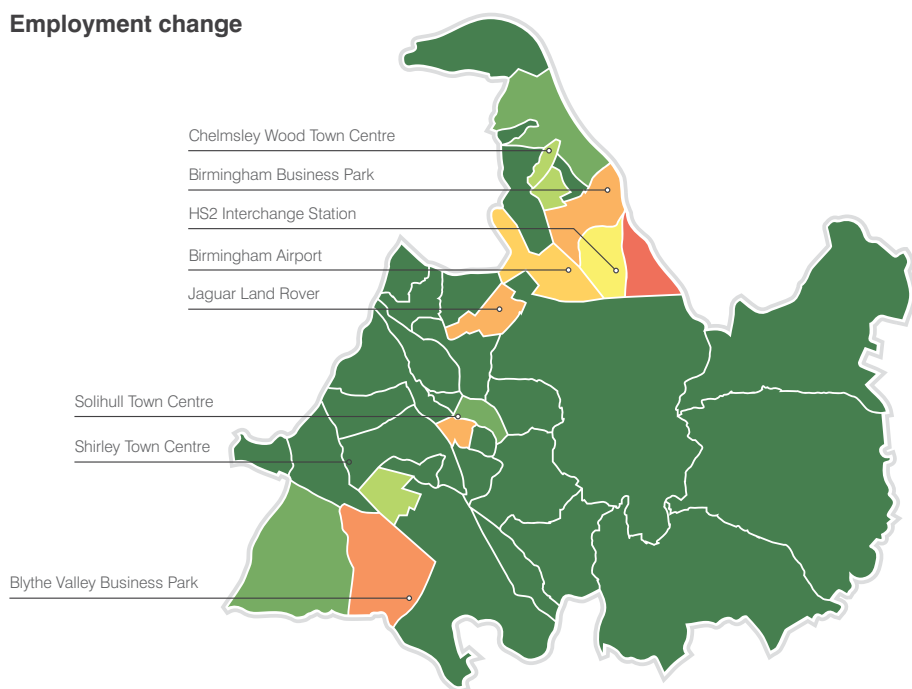 Employment change
Chelmsley Wood Town Centre
Birmingham Business Park
HS2 Interchange Station
Birmingham Airport
Jaguar Land Rover
Solihull Town Centre
Shirley Town Centre
Blythe Valley Business Park